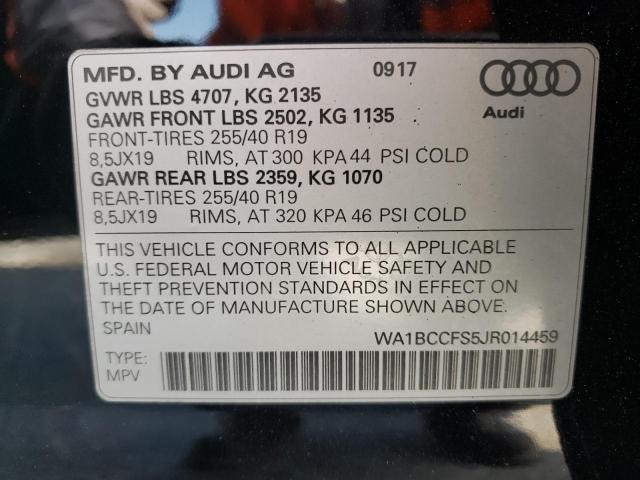 MFD. BY AUDI AG 0917
GVWR LBS 4707, KG 2135
GAWR FRONT LBS 2502, KG 1135
FRONT-TIRES 255/40 R19
8,5JX19 RIMS, AT 300 KPA 44 PSI COLD
GAWR REAR LBS 2359, KG 1070
REAR-TIRES 255/40 R19
8,5JX19 RIMS, AT 320 KPA 46 PSI COLD
Audi
THIS VEHICLE CONFORMS TO ALL APPLICABLE
U.S. FEDERAL MOTOR VEHICLE SAFETY AND
THEFT PREVENTION STANDARDS IN EFFECT ON
THE DATE OF MANUFACTURE SHOWN ABOVE.
SPAIN
WA1BCCFS5JR014459
TYPE:
MPV